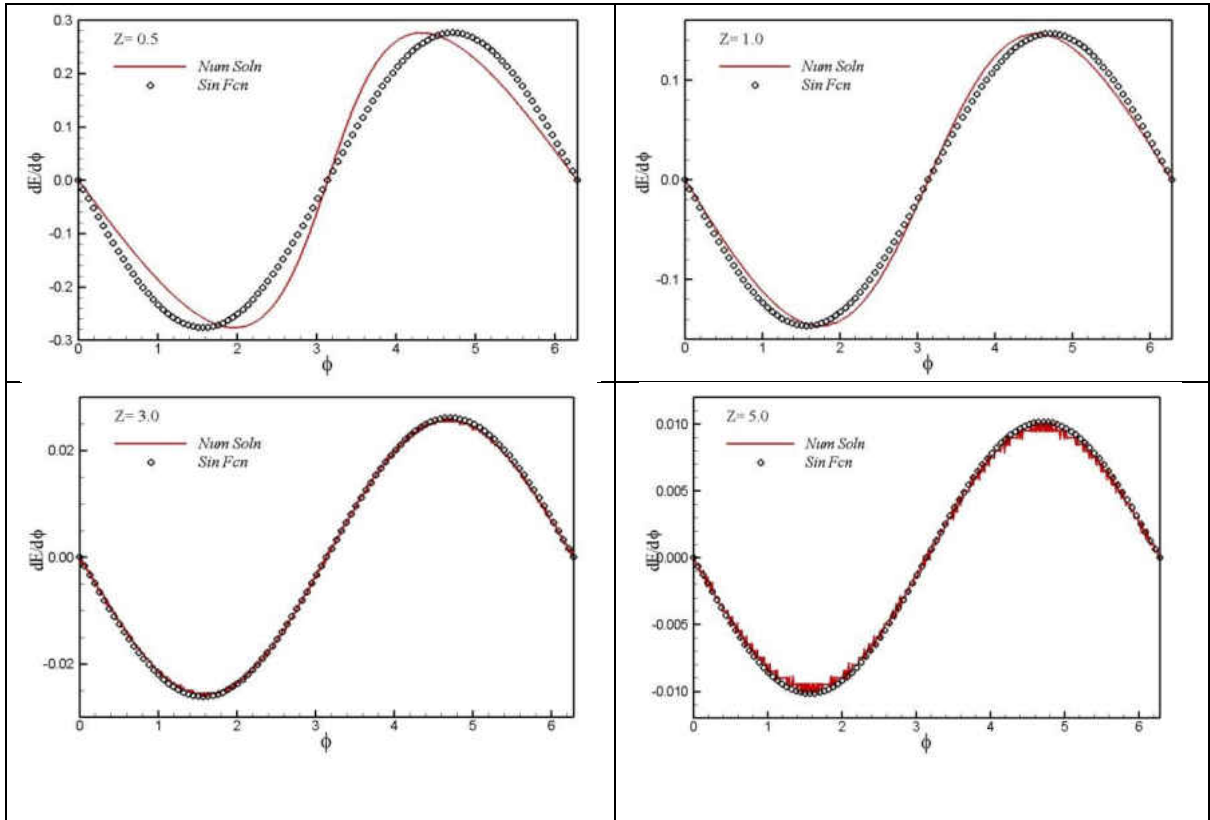 Z= 0.5
Num Soln
Sin Fcn
0.3
0.2
0.1
0.0
-0.1
-0.2
-0.3
dE/dϕ
0 1 2 3 4 5 6
ϕ
Z= 1.0
Num Soln
Sin Fcn
0.1
0.0
-0.1
dE/dϕ
0 2 4 6
ϕ
Z= 3.0
Num Soln
Sin Fcn
0.02
0.00
-0.02
dE/dϕ
0 1 2 3 4 5 6
ϕ
Z= 5.0
Num Soln
Sin Fcn
0.010
0.005
0.000
-0.005
-0.010
dE/dϕ
0 1 2 3 4 5 6
ϕ